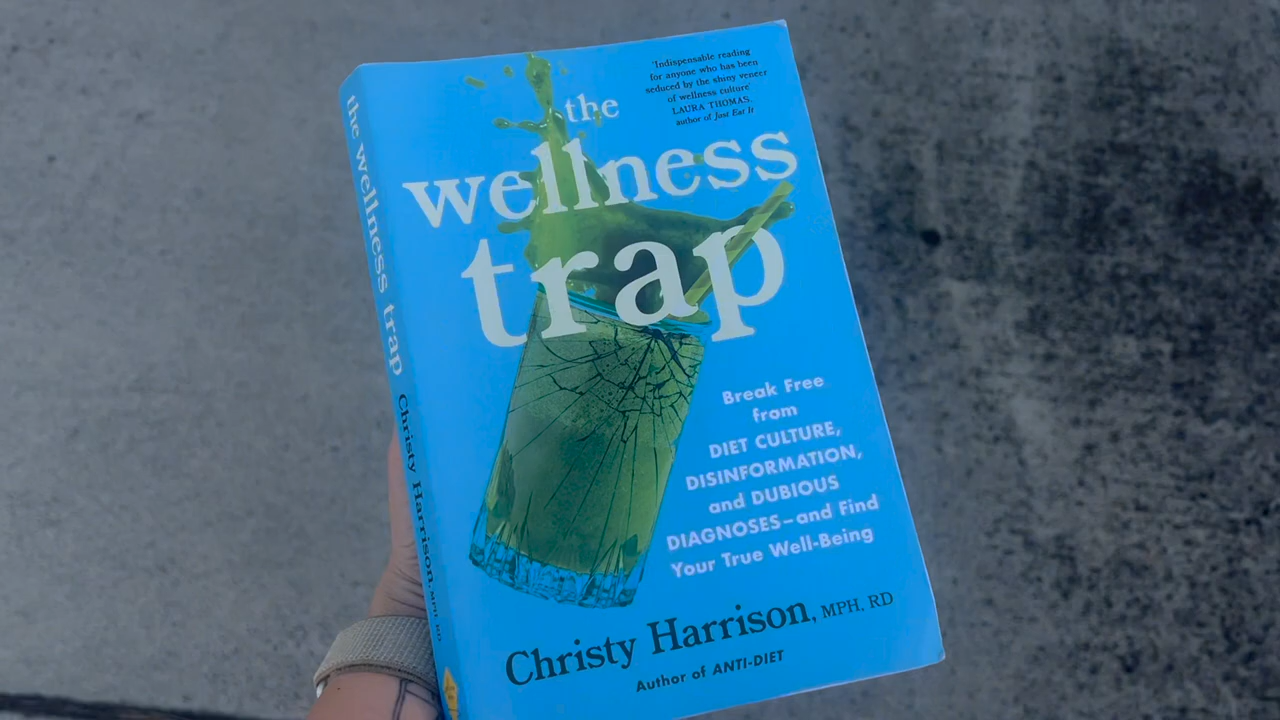 'Indispensable reading
for anyone who has been
seduced by the shiny veneer
of wellness culture'
LAURA THOMAS,
author of Just Eat It
the
wellness
trap
Break Free
from
DIET CULTURE,
DISINFORMATION,
and DUBIOUS
DIAGNOSES—and Find
Your True Well-Being
Christy Harrison, MPH, RD
Author of ANTI-DIET
the wellness trap Christy Harrison, MPH, RD